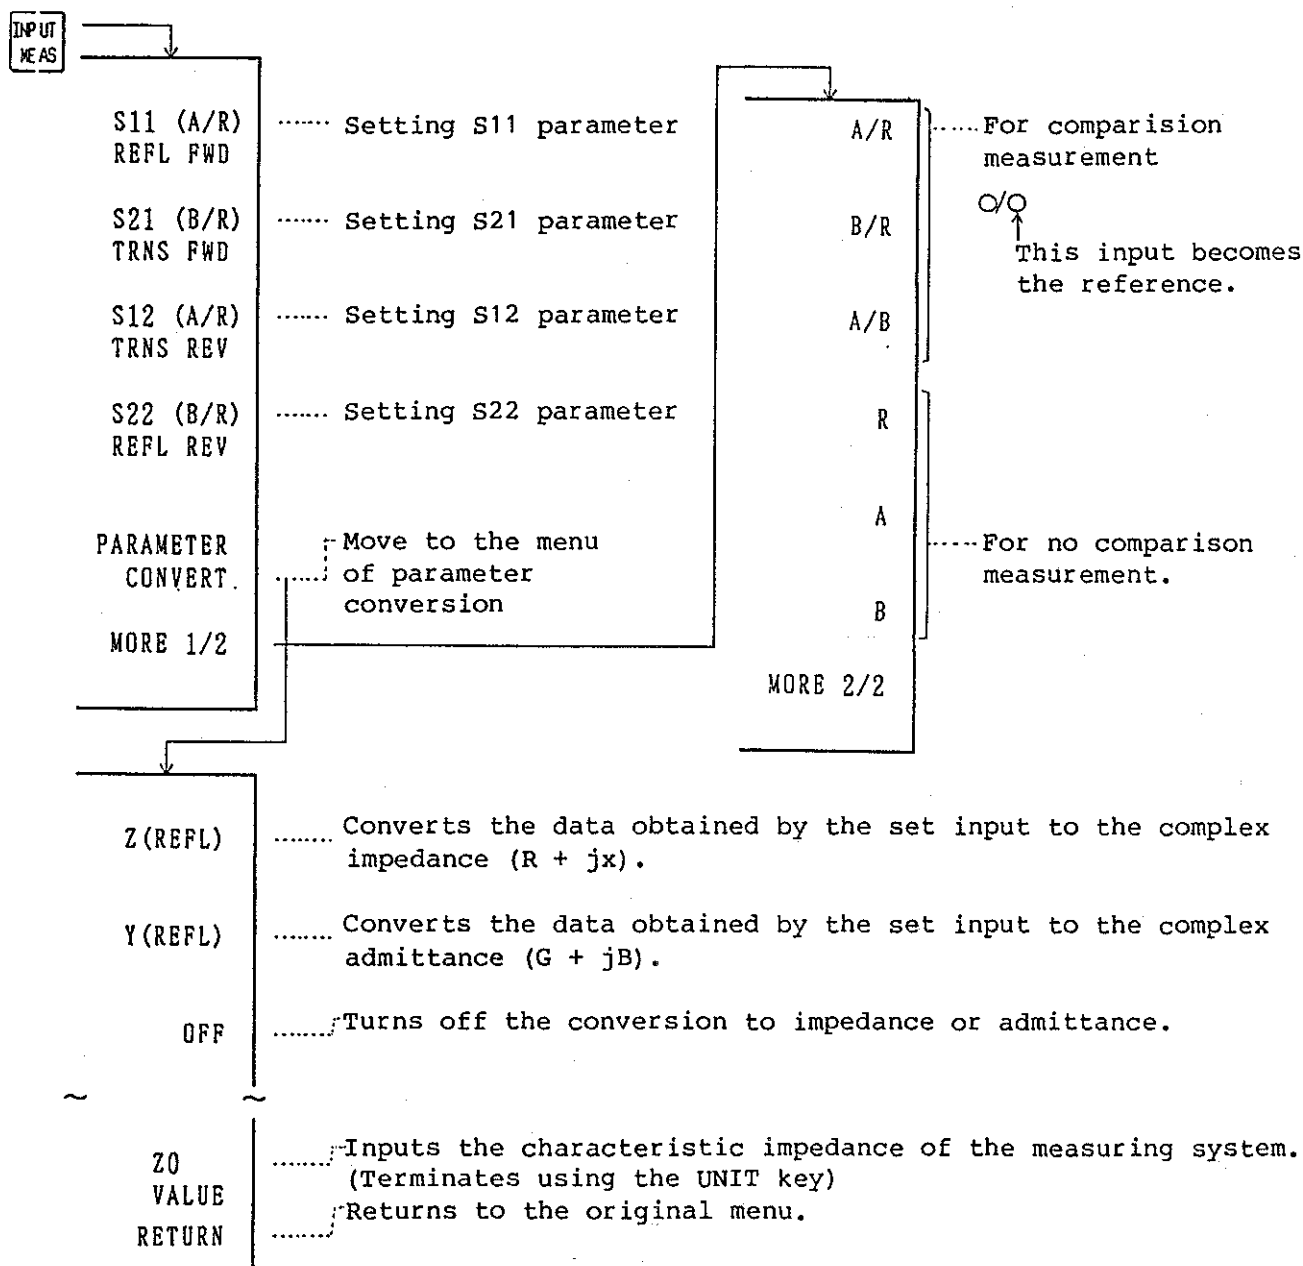 INPUT
MEAS
S11 (A/R) ....... Setting S11 parameter
REFL FWD
S21 (B/R) ....... Setting S21 parameter
TRNS FWD
S12 (A/R) ....... Setting S12 parameter
TRNS REV
S22 (B/R) ....... Setting S22 parameter
REFL REV
PARAMETER
CONVERT.
Move to the menu
of parameter
conversion
MORE 1/2
A/R
B/R
A/B
For comparision
measurement
O/O
This input becomes
the reference.
R
A
B
For no comparison
measurement.
MORE 2/2
Z(REFL) ........ Converts the data obtained by the set input to the complex
impedance (R + jx).
Y(REFL) ........ Converts the data obtained by the set input to the complex
admittance (G + jB).
OFF ........ Turns off the conversion to impedance or admittance.
~ ~
Z0
VALUE
Inputs the characteristic impedance of the measuring system.
(Terminates using the UNIT key)
RETURN ........ Returns to the original menu.